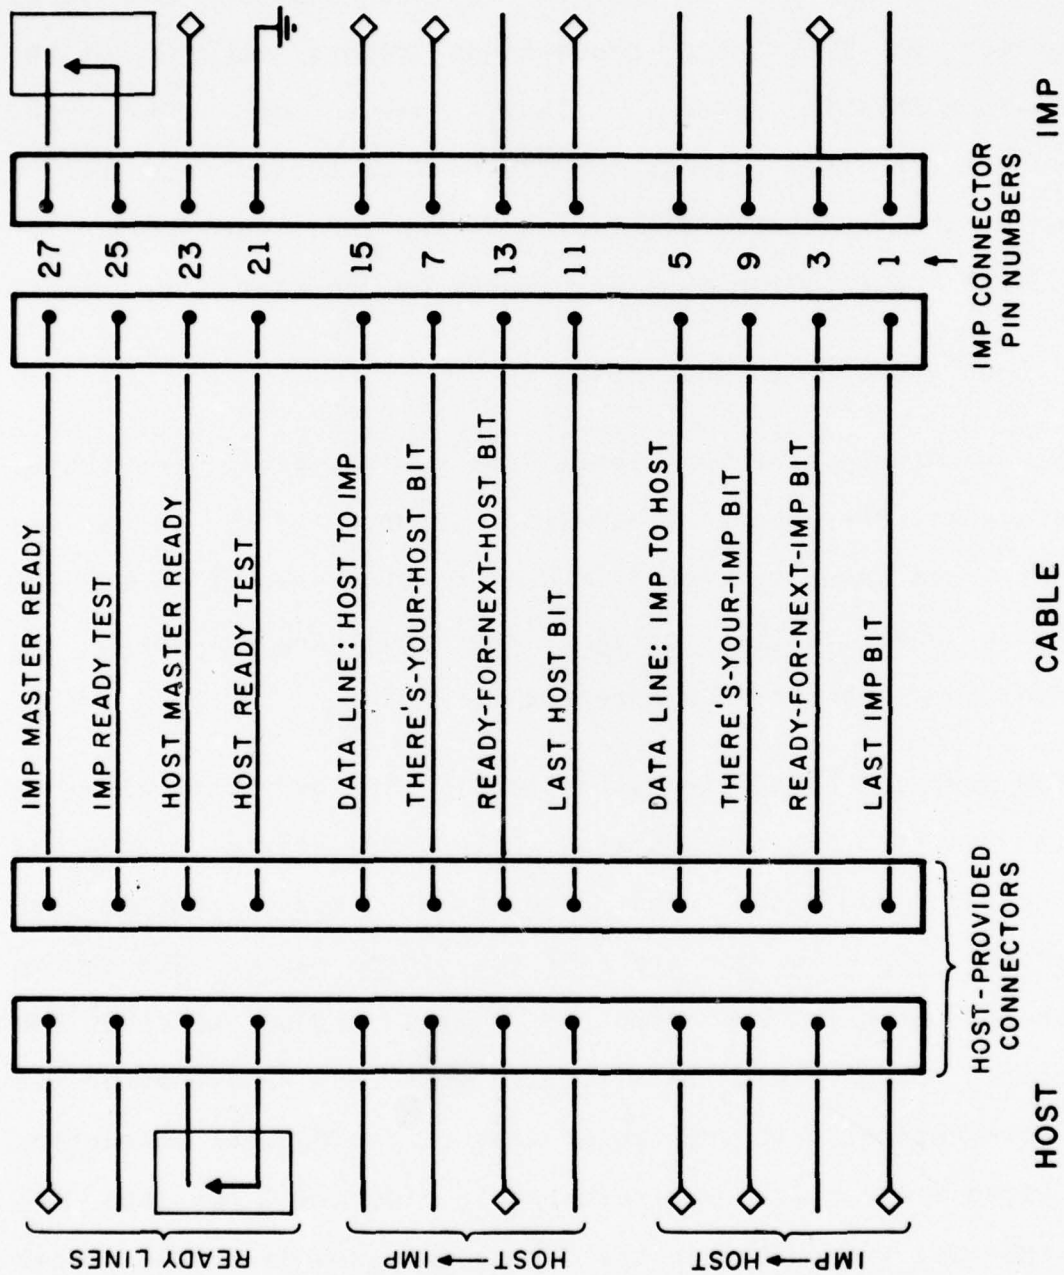 READY LINES
HOST→IMP
IMP→HOST
IMP MASTER READY
IMP READY TEST
HOST MASTER READY
HOST READY TEST
DATA LINE: HOST TO IMP
THERE'S-YOUR-HOST BIT
READY-FOR-NEXT-HOST BIT
LAST HOST BIT
DATA LINE: IMP TO HOST
THERE'S-YOUR-IMP BIT
READY-FOR-NEXT-IMP BIT
LAST IMP BIT
27
25
23
21
15
7
13
11
5
9
3
1
HOST-PROVIDED
CONNECTORS
IMP CONNECTOR
PIN NUMBERS
HOST
CABLE
IMP